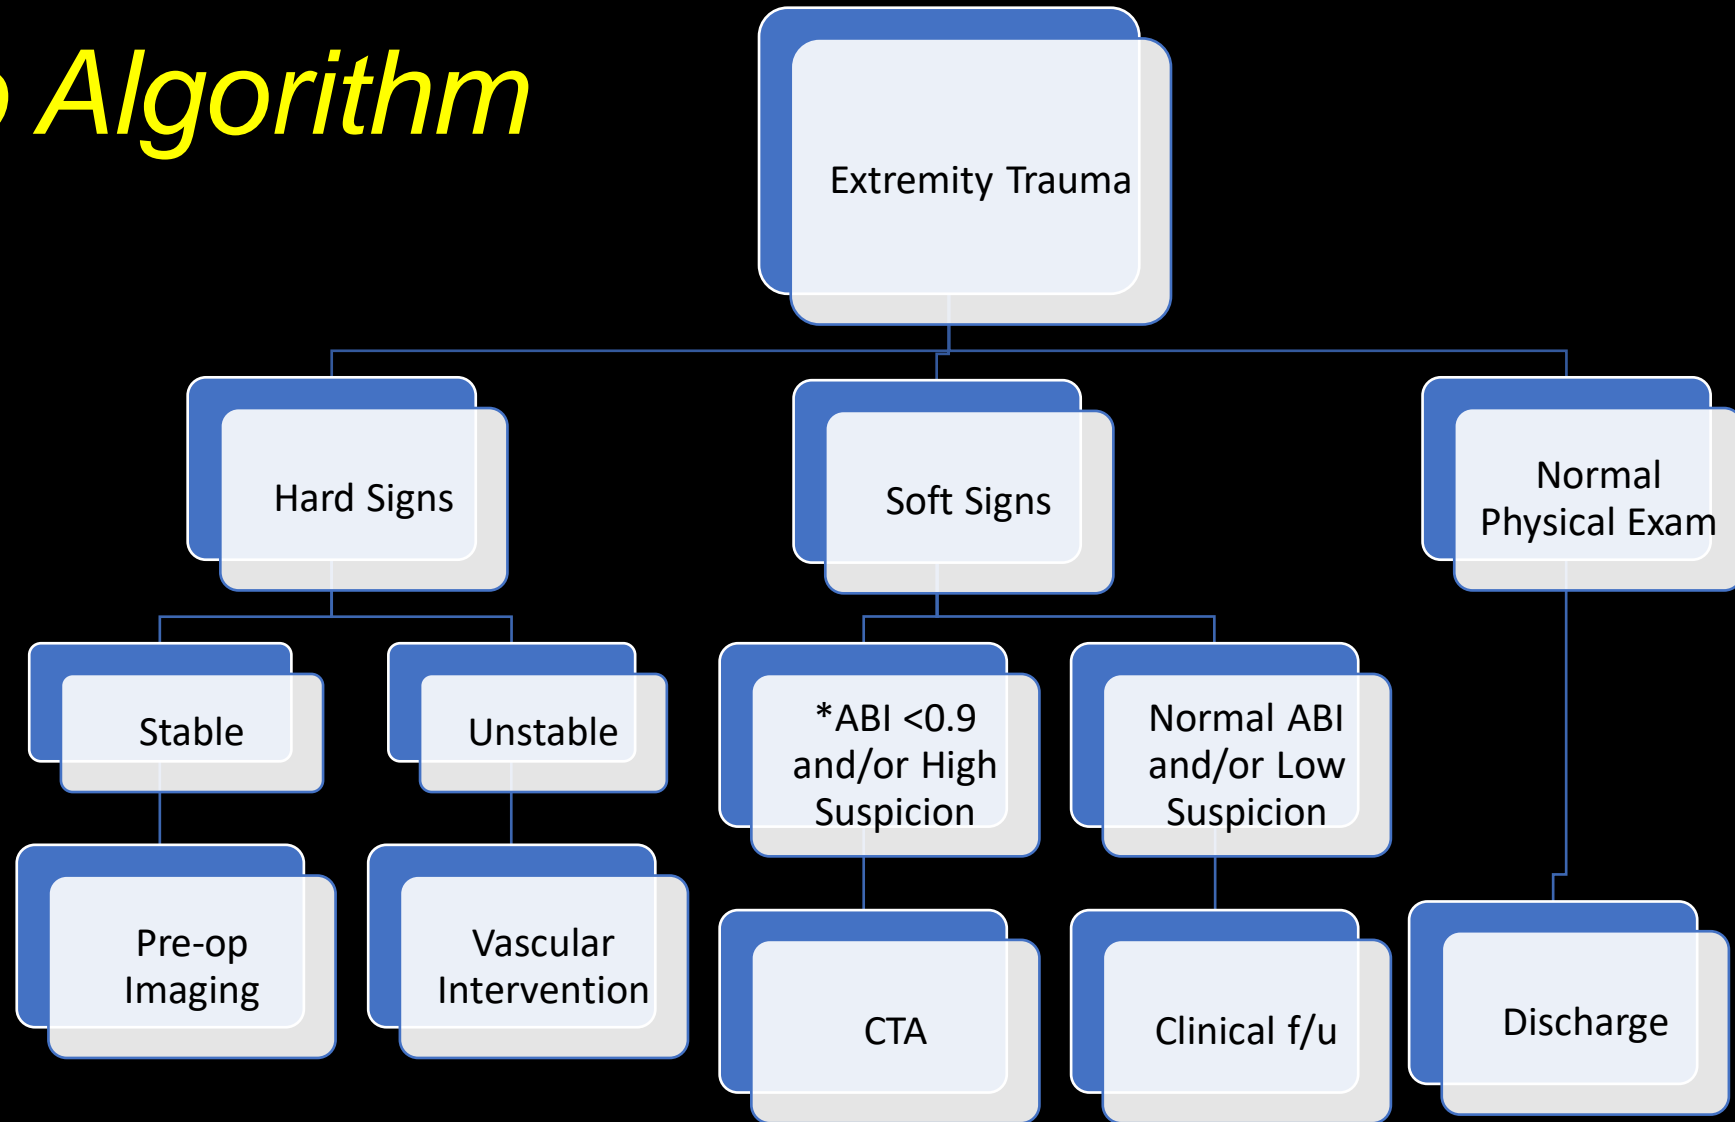 Algorithm
Extremity Trauma
Hard Signs
Soft Signs
Normal
Physical Exam
Stable
Unstable
*ABI <0.9
and/or High
Suspicion
Normal ABI
and/or Low
Suspicion
Pre-op
Imaging
Vascular
Intervention
CTA
Clinical f/u
Discharge